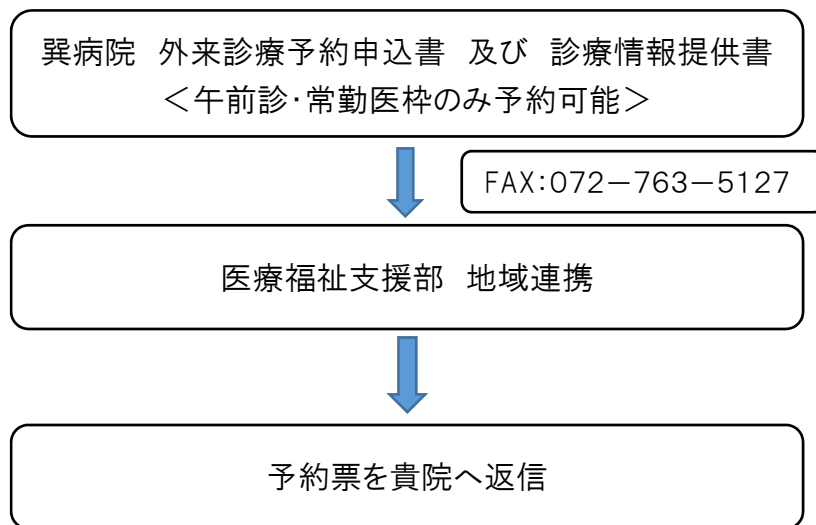 巽病院　外来診療予約申込書　及び　診療情報提供書
＜午前診・常勤医枠のみ予約可能＞
FAX:072－763－5127
医療福祉支援部　地域連携
予約票を貴院へ返信